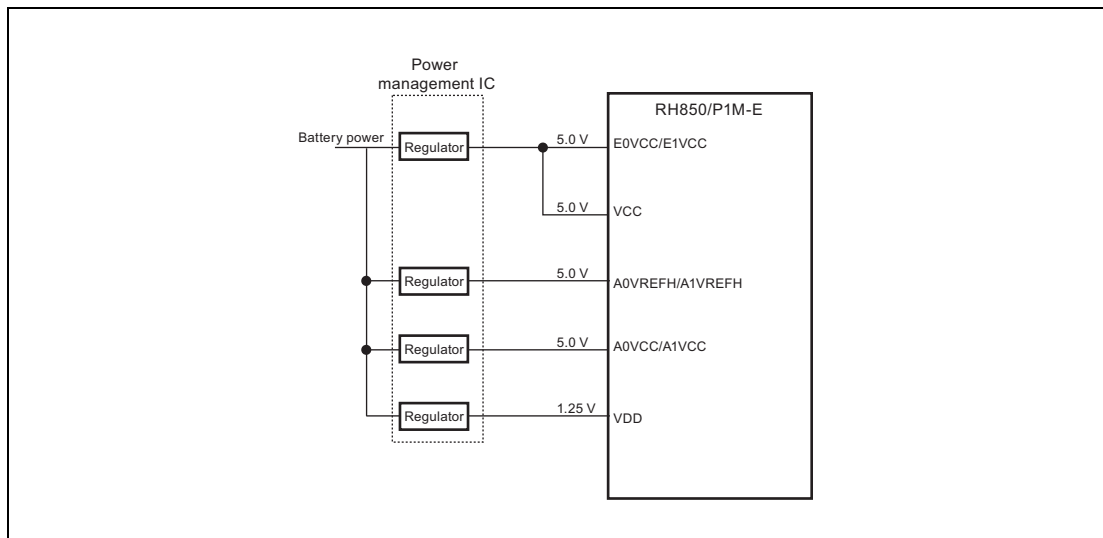 Power
management IC
RH850/P1M-E
Battery power
Regulator
5.0 V
E0VCC/E1VCC
5.0 V
VCC
Regulator
5.0 V
A0VREFH/A1VREFH
Regulator
5.0 V
A0VCC/A1VCC
Regulator
1.25 V
VDD